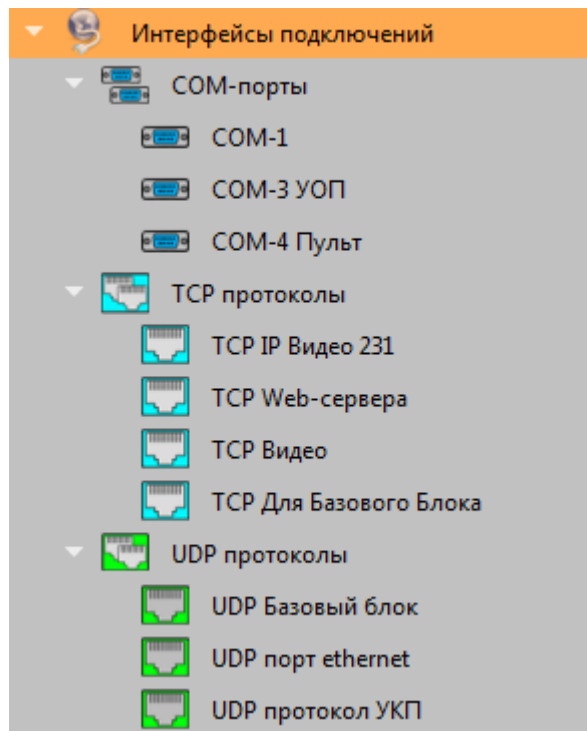 Интерфейсы подключений
COM-порты
COM-1
COM-3 УОП
COM-4 Пульт
TCP протоколы
TCP IP Видео 231
TCP Web-сервера
TCP Видео
TCP Для Базового Блока
UDP протоколы
UDP Базовый блок
UDP порт ethernet
UDP протокол УКП